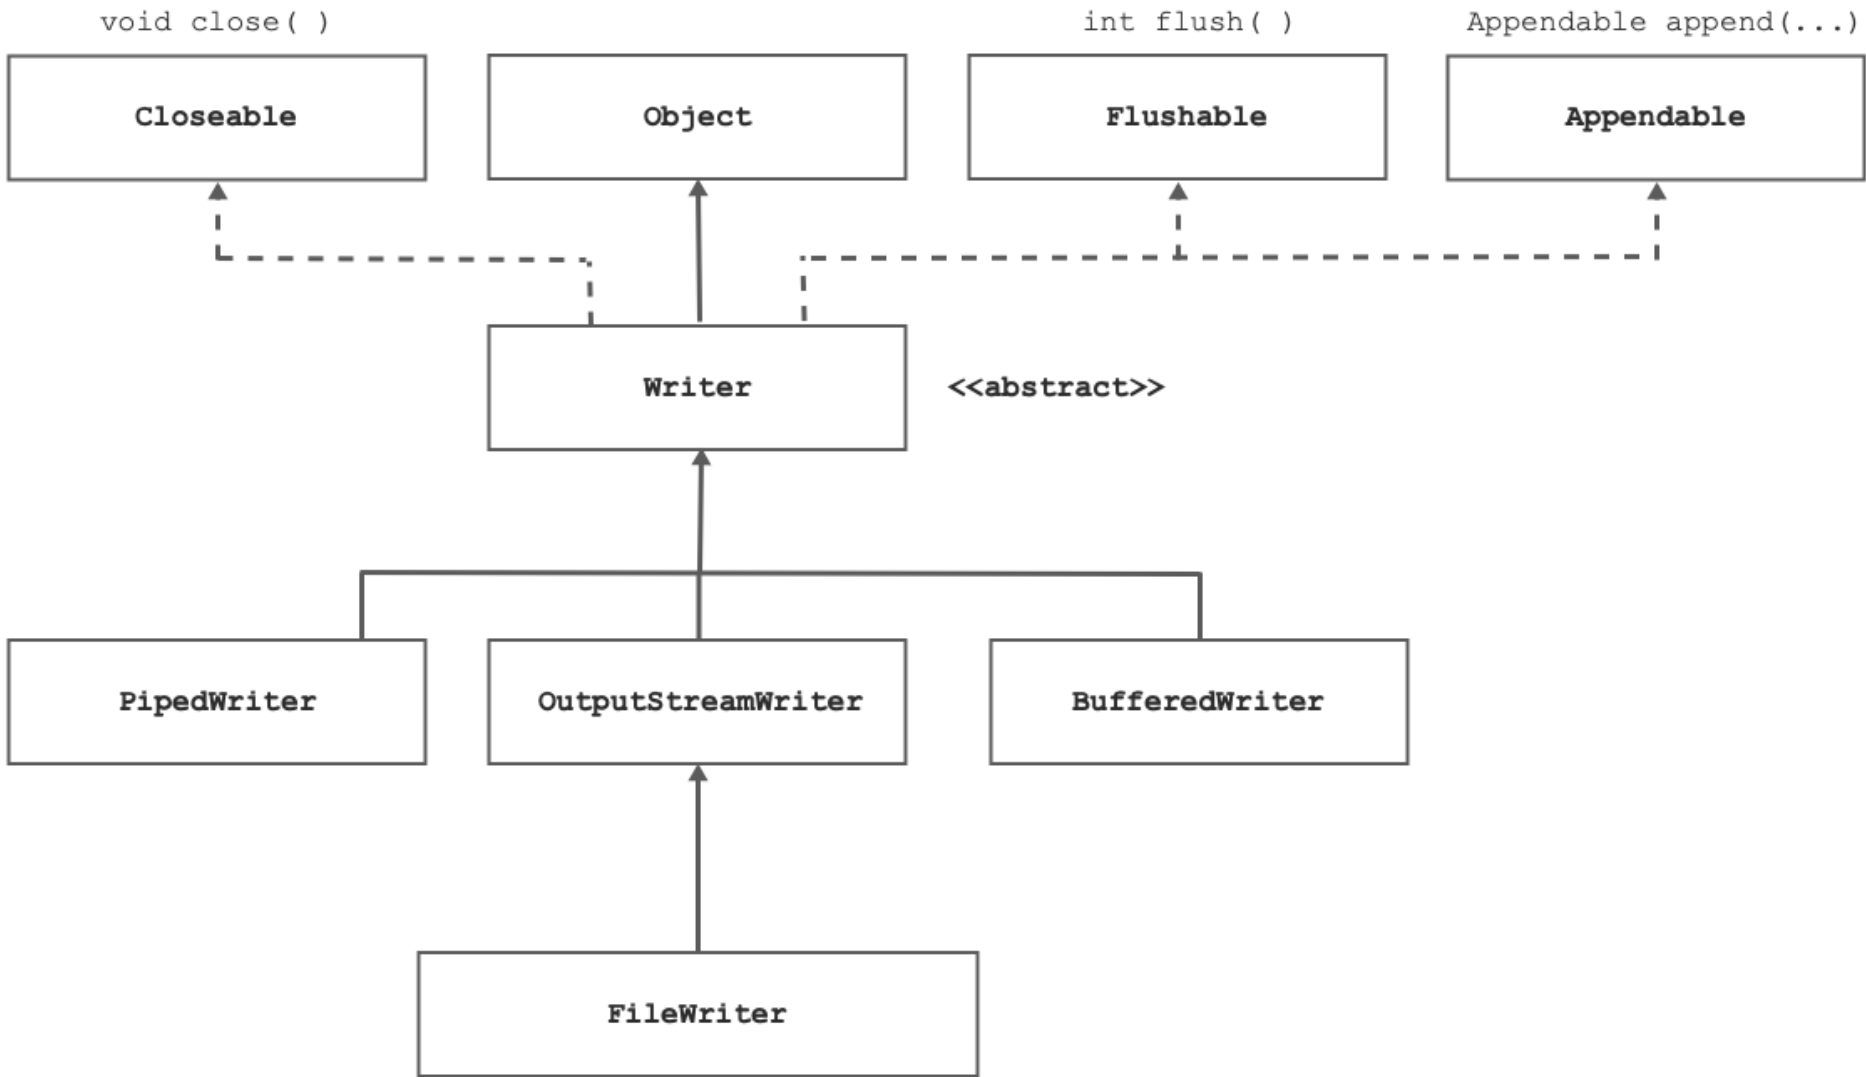 void close( )
int flush( )
Appendable append(...)
Closeable
Object
Flushable
Appendable
Writer
<<abstract>>
PipedWriter
OutputStreamWriter
BufferedWriter
FileWriter